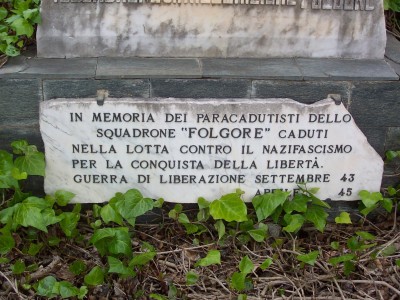 IN MEMORIA DEI PARACADUTISTI DELLO
SQUADRONE "FOLGORE" CADUTI
NELLA LOTTA CONTRO IL NAZIFASCISMO
PER LA CONQUISTA DELLA LIBERTÀ.
GUERRA DI LIBERAZIONE SETTEMBRE 43
45